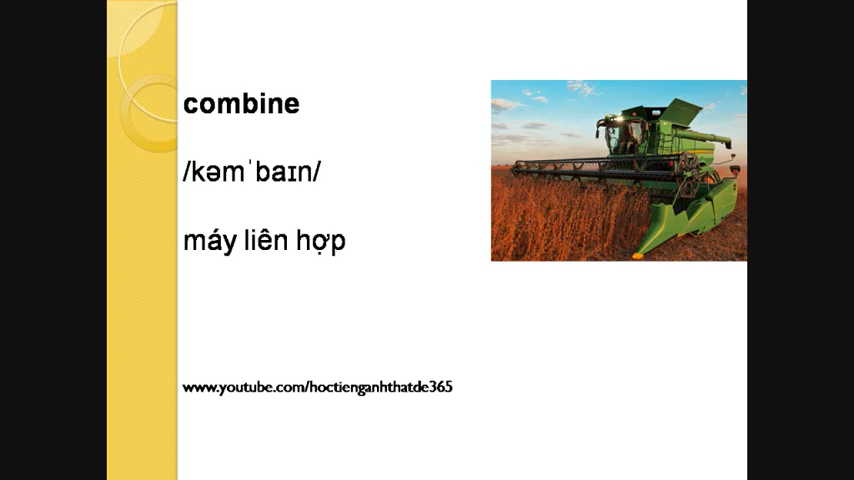 combine
/kəmˈbaɪn/
máy liên hợp
www.youtube.com/hoctienganhthatde365